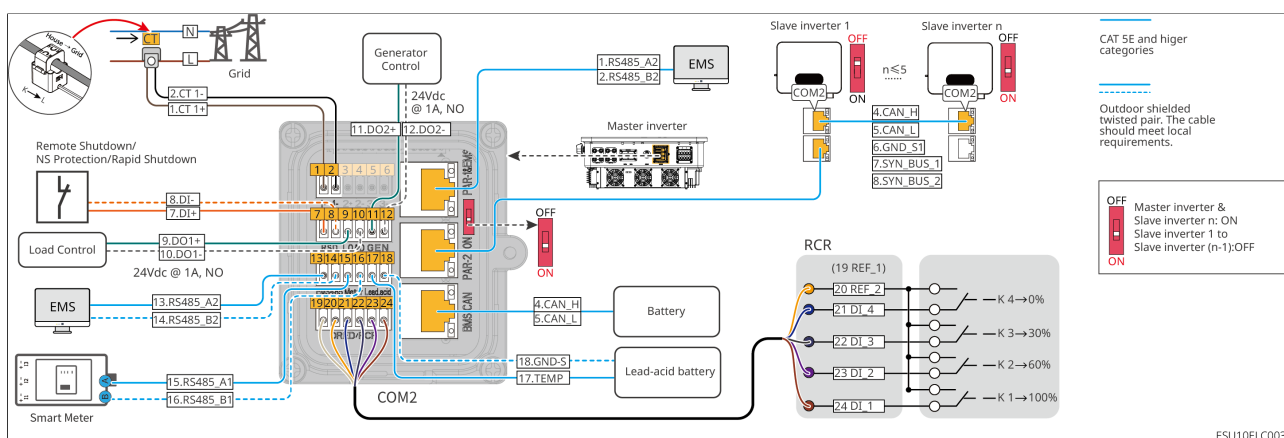 House → Grid
K → L
CT
N
L
Grid
2.CT 1-
1.CT 1+
Generator
Control
24Vdc
@ 1A, NO
11.DO2+
12.DO2-
1.RS485_A2
2.RS485_B2
EMS
Master inverter
Slave inverter 1
OFF
ON
COM2
n≤5
Slave inverter n
OFF
ON
COM2
4.CAN_H
5.CAN_L
6.GND_S1
7.SYN_BUS_1
8.SYN_BUS_2
CAT 5E and higer
categories
Outdoor shielded
twisted pair. The cable
should meet local
requirements.
OFF
ON
Master inverter &
Slave inverter n: ON
Slave inverter 1 to
Slave inverter (n-1):OFF
Remote Shutdown/
NS Protection/Rapid Shutdown
8.DI-
7.DI+
Load Control
9.DO1+
10.DO1-
24Vdc @ 1A, NO
EMS
13.RS485_A2
14.RS485_B2
15.RS485_A1
16.RS485_B1
A
B
Smart Meter
1 2 3 4 5 6
7 8 9 10 11 12
RSD LOAD GEN
13 14 15 16 17 18
Lead.acid
19 20 21 22 23 24
ON
PAR-2
BMS CAN
OFF
ON
COM2
4.CAN_H
5.CAN_L
Battery
18.GND-S
17.TEMP
Lead-acid battery
RCR
(19 REF_1)
20 REF_2
21 DI_4
22 DI_3
23 DI_2
24 DI_1
K 4→0%
K 3→30%
K 2→60%
K 1→100%